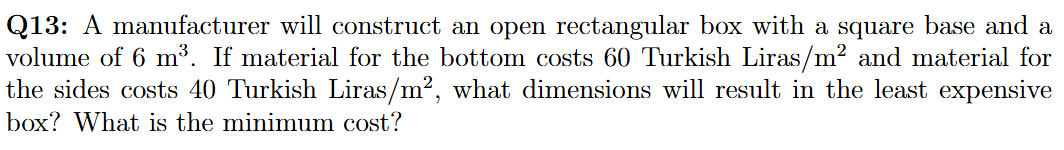 Q13: A manufacturer will construct an open rectangular box with a square base and a
volume of 6 m³. If material for the bottom costs 60 Turkish Liras/m² and material for
the sides costs 40 Turkish Liras/m², what dimensions will result in the least expensive
box? What is the minimum cost?